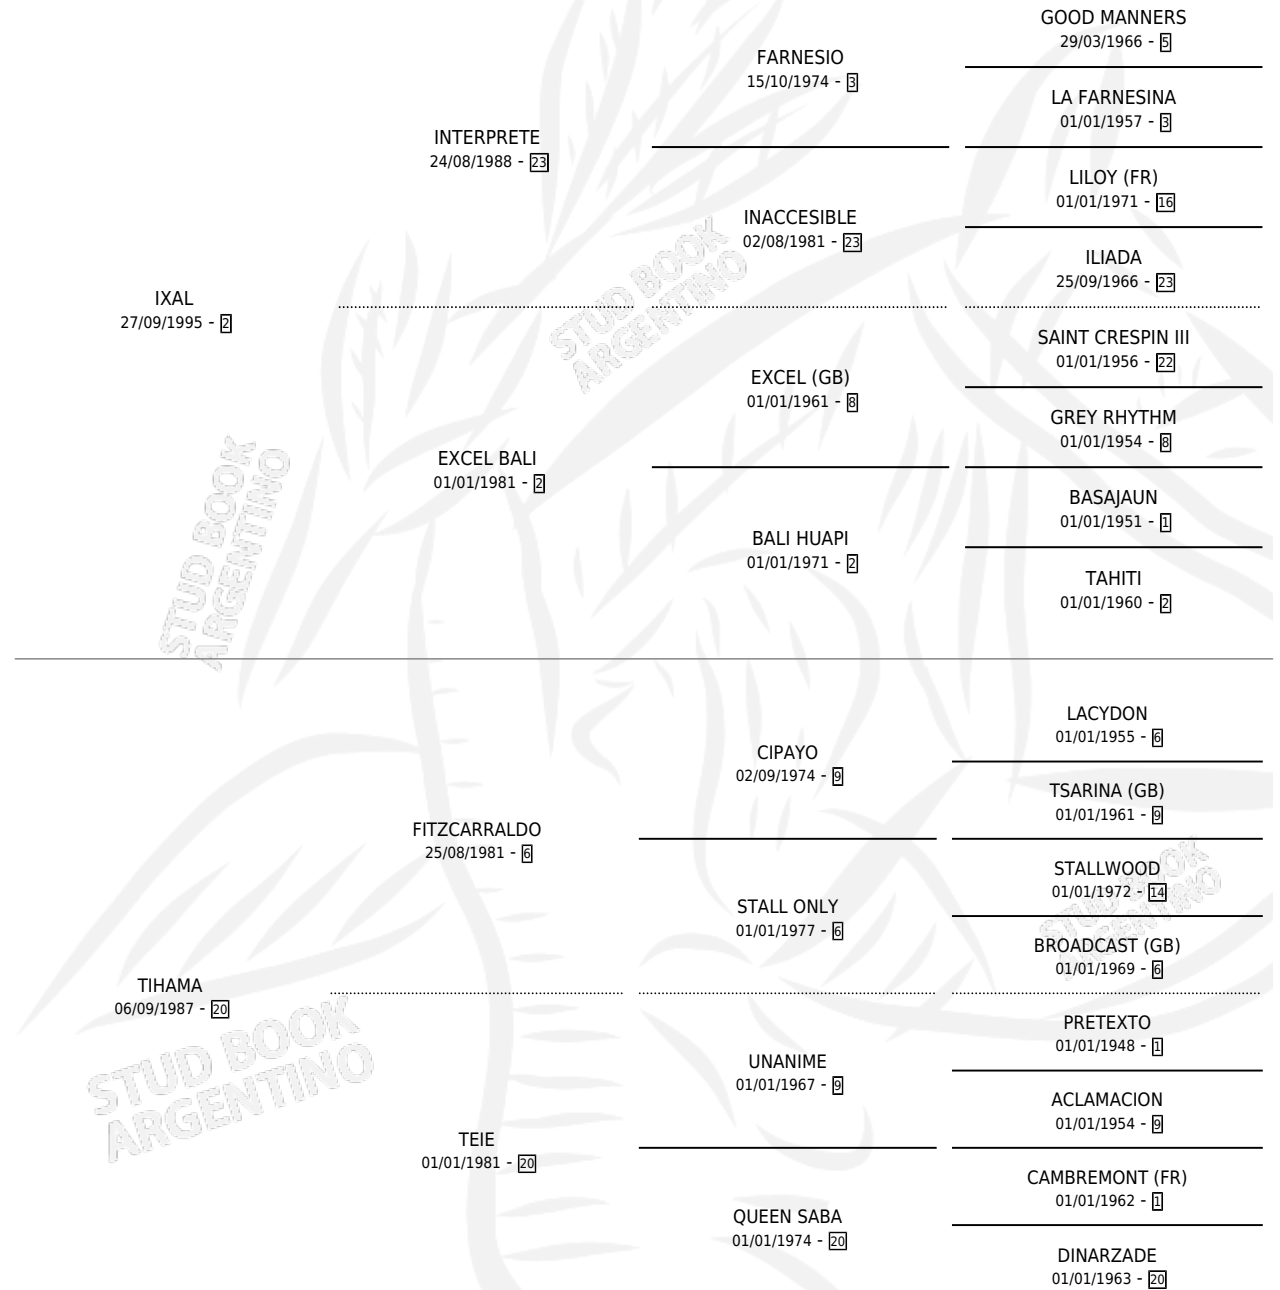 GOOD MANNERS
29/03/1966 - 5
FARNESIO
15/10/1974 - 3
LA FARNESINA
01/01/1957 - 3
INTERPRETE
24/08/1988 - 23
LILOY (FR)
01/01/1971 - 16
INACCESIBLE
02/08/1981 - 23
ILIADA
25/09/1966 - 23
IXAL
27/09/1995 - 2
STUD BOOK
ARGENTINO
SAINT CRESPIN III
01/01/1956 - 22
EXCEL (GB)
01/01/1961 - 8
GREY RHYTHM
01/01/1954 - 8
EXCEL BALI
01/01/1981 - 2
BASAJAUN
01/01/1951 - 1
BALI HUAPI
01/01/1971 - 2
TAHITI
01/01/1960 - 2
STUD BOOK
ARGENTINO
LACYDON
01/01/1955 - 6
CIPAYO
02/09/1974 - 9
TSARINA (GB)
01/01/1961 - 9
FITZCARRALDO
25/08/1981 - 6
STALLWOOD
01/01/1972 - 14
STALL ONLY
01/01/1977 - 6
STUD BOOK
ARGENTINO
BROADCAST (GB)
01/01/1969 - 6
TIHAMA
06/09/1987 - 20
STUD BOOK
ARGENTINO
PRETEXTO
01/01/1948 - 1
UNANIME
01/01/1967 - 9
ACLAMACION
01/01/1954 - 9
TEIE
01/01/1981 - 20
CAMBREMONT (FR)
01/01/1962 - 1
QUEEN SABA
01/01/1974 - 20
DINARZADE
01/01/1963 - 20